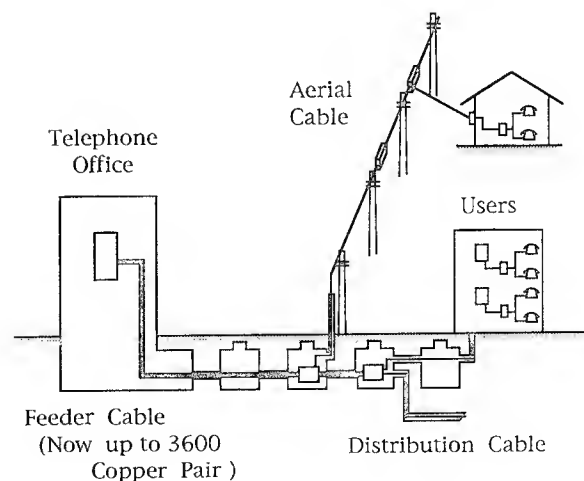 Aerial
Cable
Telephone
Office
Users
Feeder Cable
(Now up to 3600
Copper Pair )
Distribution Cable